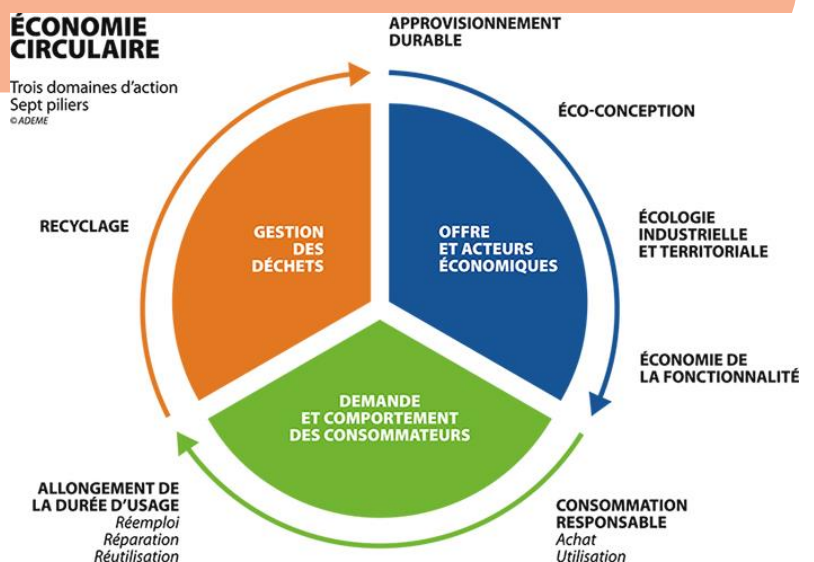 ÉCONOMIE
CIRCULAIRE
Trois domaines d'action
Sept piliers
© ADEME
APPROVISIONNEMENT
DURABLE
ÉCO-CONCEPTION
ÉCOLOGIE
INDUSTRIELLE
ET TERRITORIALE
ÉCONOMIE DE
LA FONCTIONNALITÉ
OFFRE
ET ACTEURS
ÉCONOMIQUES
GESTION
DES
DÉCHETS
RECYCLAGE
DEMANDE
ET COMPORTEMENT
DES CONSOMMATEURS
CONSOMMATION
RESPONSABLE
Achat
Utilisation
ALLONGEMENT DE
LA DURÉE D'USAGE
Réemploi
Réparation
Réutilisation